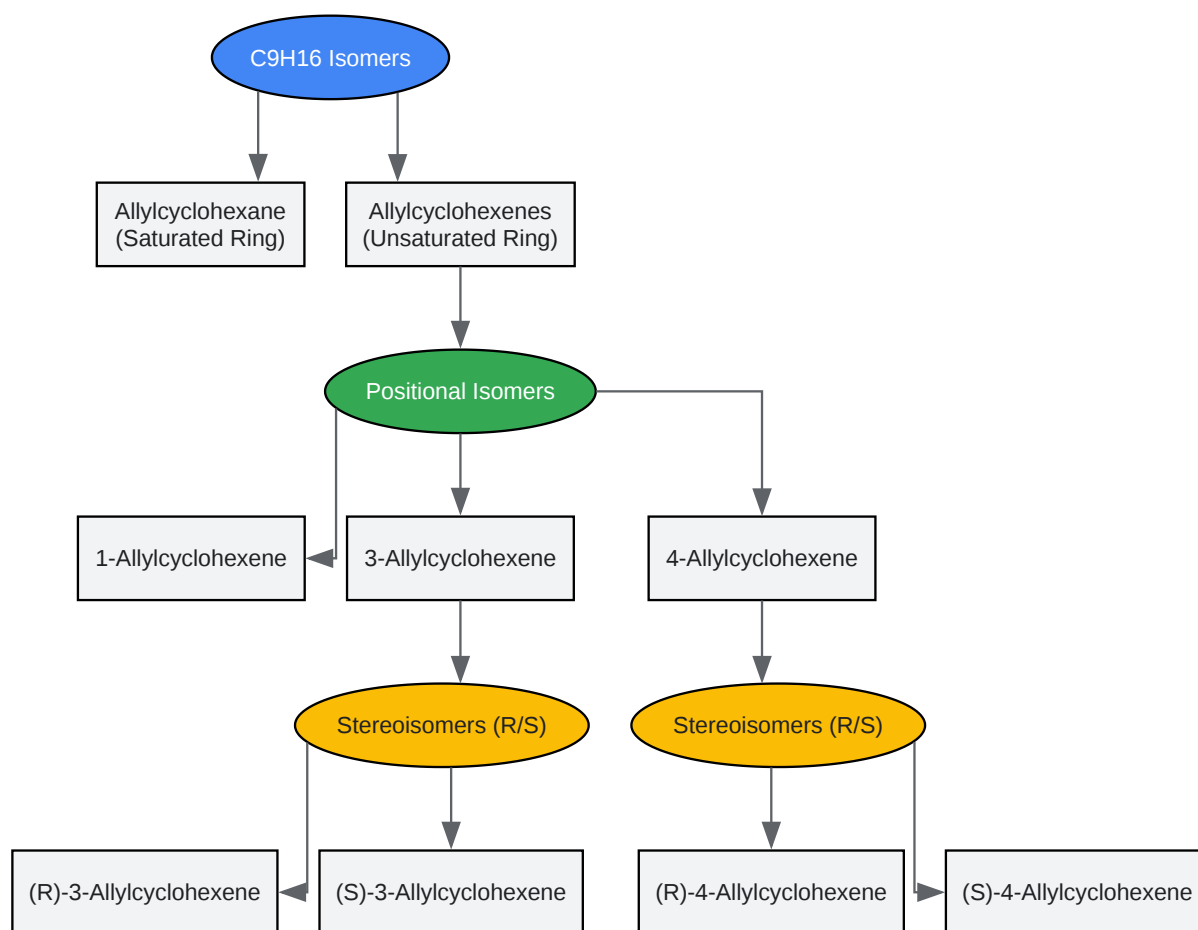 C9H16 Isomers
Allylcyclohexane
(Saturated Ring)
Allylcyclohexenes
(Unsaturated Ring)
Positional Isomers
1-Allylcyclohexene
3-Allylcyclohexene
4-Allylcyclohexene
Stereoisomers (R/S)
Stereoisomers (R/S)
(R)-3-Allylcyclohexene
(S)-3-Allylcyclohexene
(R)-4-Allylcyclohexene
(S)-4-Allylcyclohexene